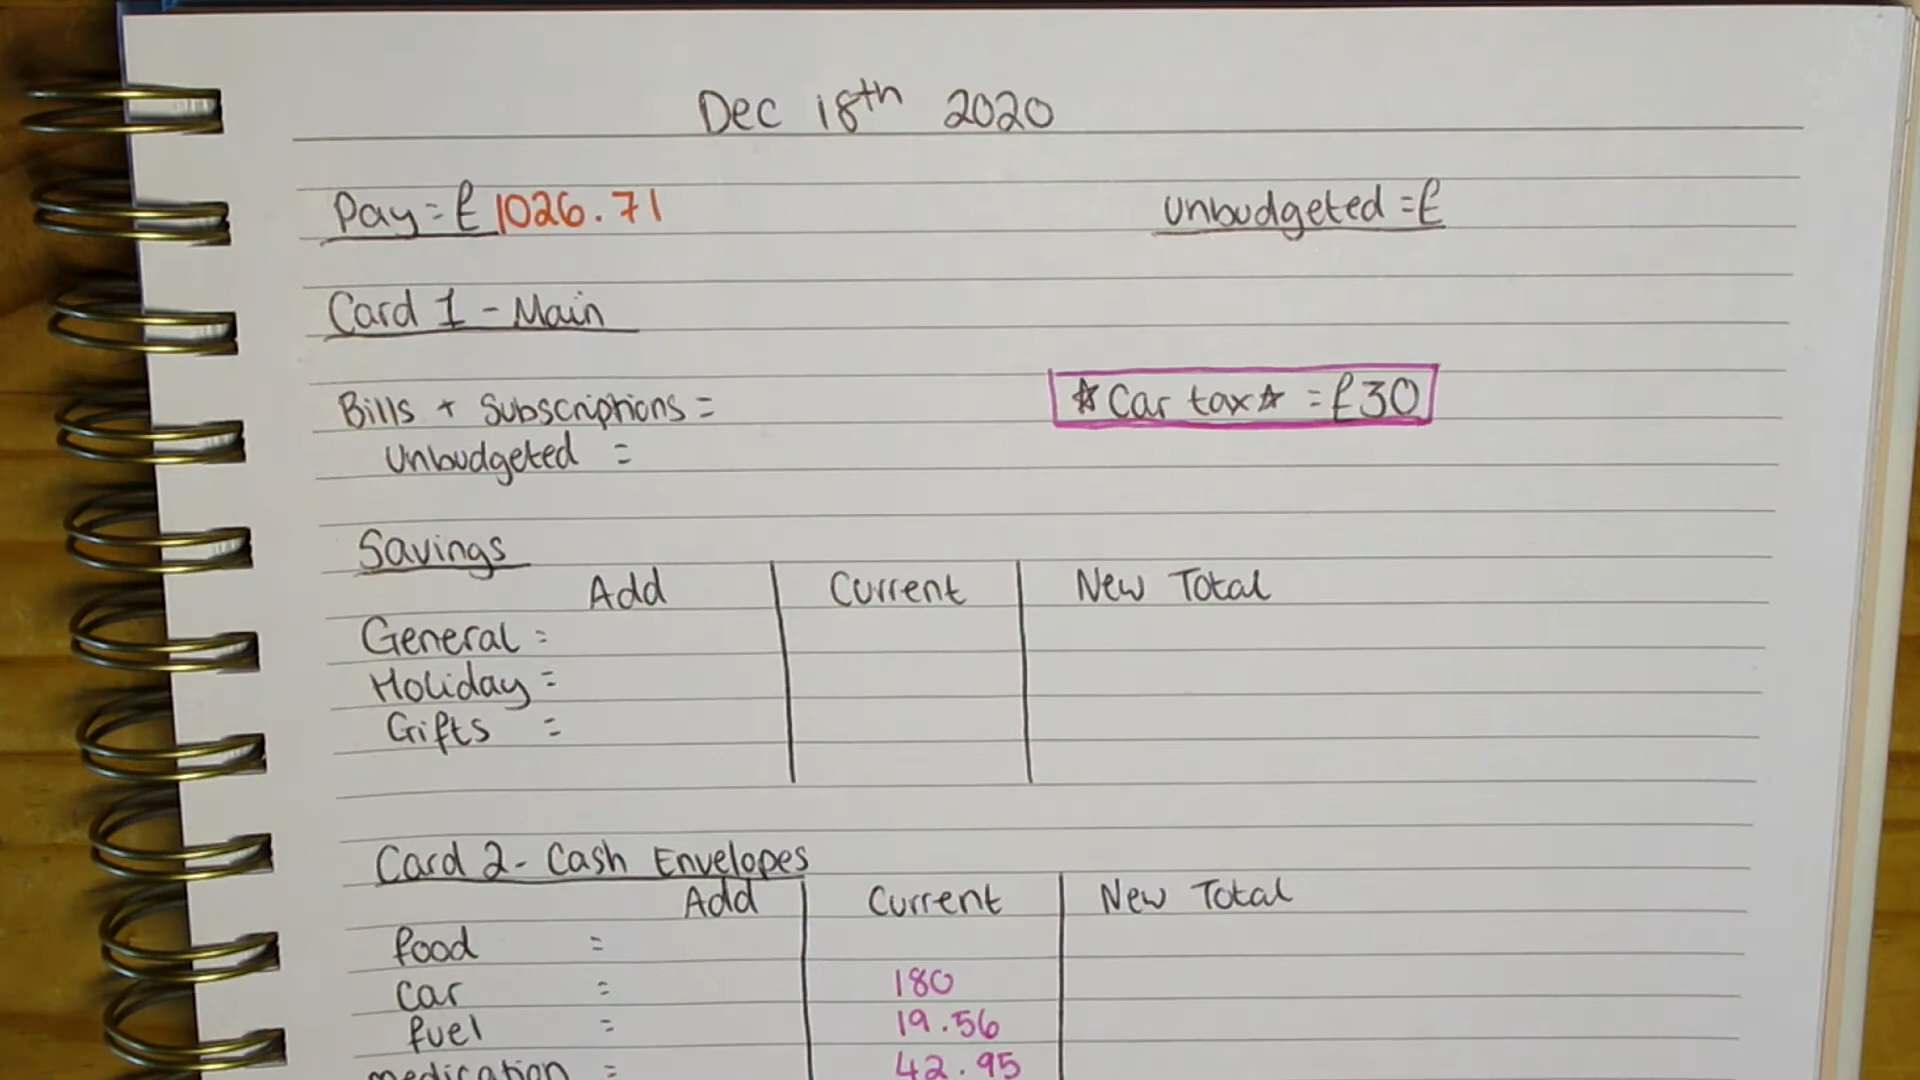 Dec 18th 2020
Pay = £1026.71
Unbudgeted = £
Card 1 - Main
Bills + Subscriptions =
☆ Car tax ☆ = £30
Unbudgeted =
Savings
Add Current New Total
General =
Holiday =
Gifts =
Card 2 - Cash Envelopes
Add Current New Total
food =
Car = 180
fuel = 19.56
medication = 42.95